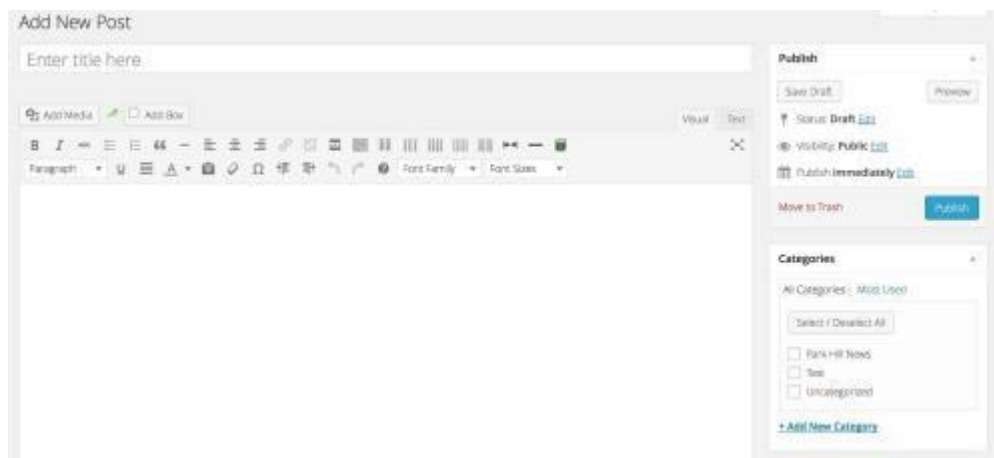 Add New Post
Enter title here
Add Media Add Box
Visual Text
Paragraph Font Family Font Sizes
Publish
Save Draft Preview
Status: Draft Edit
Visibility: Public Edit
Publish immediately Edit
Move to Trash Publish
Categories
All Categories Most Used
Select / Deselect All
Park Hill News
Test
Uncategorized
+ Add New Category